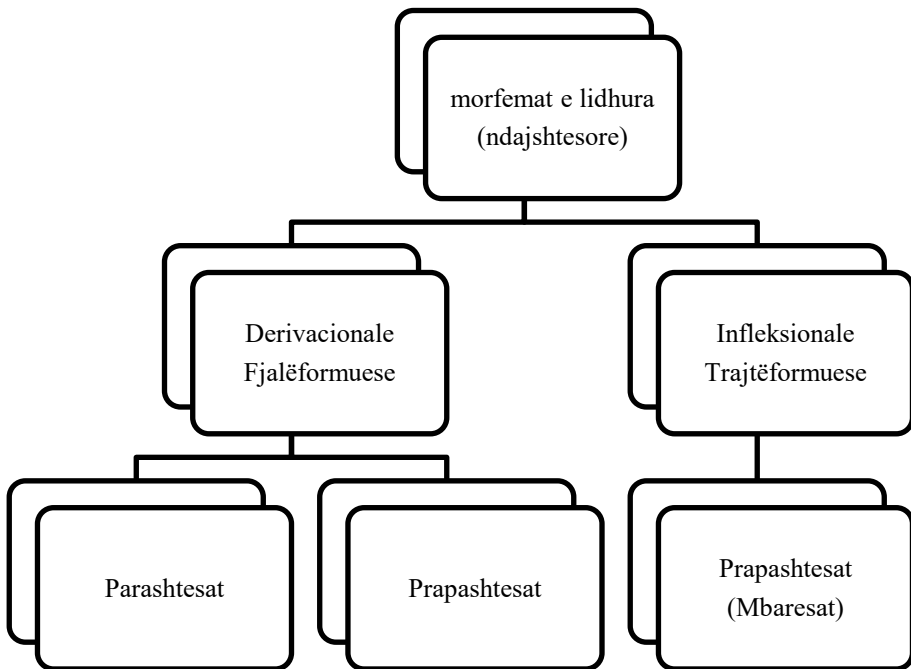 morfemat e lidhura
(ndajshtesore)
Derivacionale
Fjalëformuese
Infleksionale
Trajtëformuese
Parashtesat
Prapashtesat
Prapashtesat
(Mbaresat)